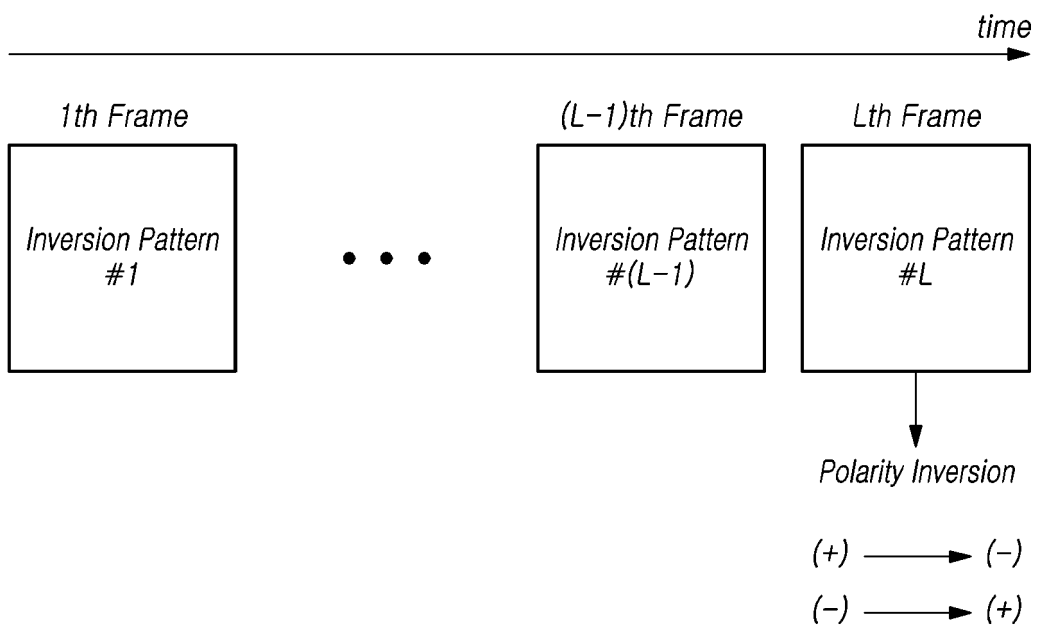 time
1th Frame
(L-1)th Frame
Lth Frame
Inversion Pattern
#1
Inversion Pattern
#(L-1)
Inversion Pattern
#L
Polarity Inversion
(+) (-)
(-) (+)